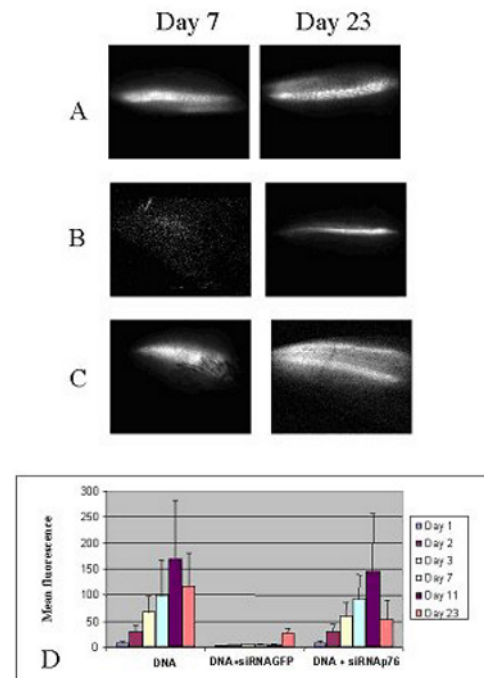 Day 7
Day 23
A
B
C
D
Mean fluorescence
300
250
200
150
100
50
0
DNA
DNA+siRNAGFP
DNA + siRNAp76
Day 1
Day 2
Day 3
Day 7
Day 11
Day 23